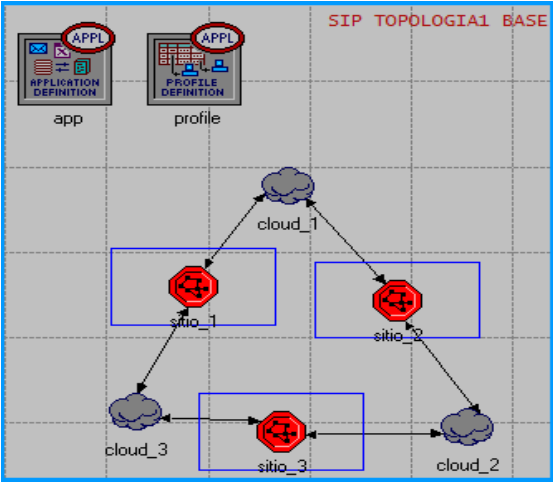 SIP TOPOLOGIA1 BASE
APPL
APPLICATION
DEFINITION
app
APPL
PROFILE
DEFINITION
profile
cloud_1
sitio_1
sitio_2
cloud_3
sitio_3
cloud_2